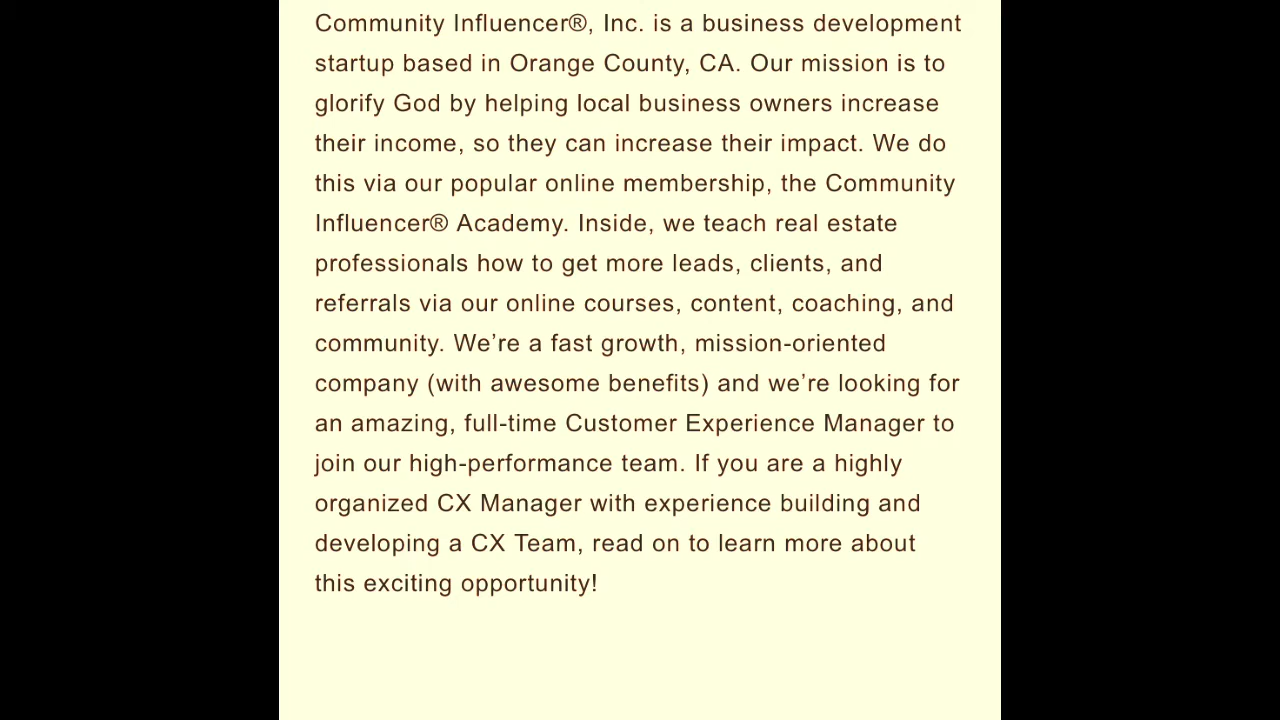 Community Influencer®, Inc. is a business development
startup based in Orange County, CA. Our mission is to
glorify God by helping local business owners increase
their income, so they can increase their impact. We do
this via our popular online membership, the Community
Influencer® Academy. Inside, we teach real estate
professionals how to get more leads, clients, and
referrals via our online courses, content, coaching, and
community. We’re a fast growth, mission-oriented
company (with awesome benefits) and we’re looking for
an amazing, full-time Customer Experience Manager to
join our high-performance team. If you are a highly
organized CX Manager with experience building and
developing a CX Team, read on to learn more about
this exciting opportunity!